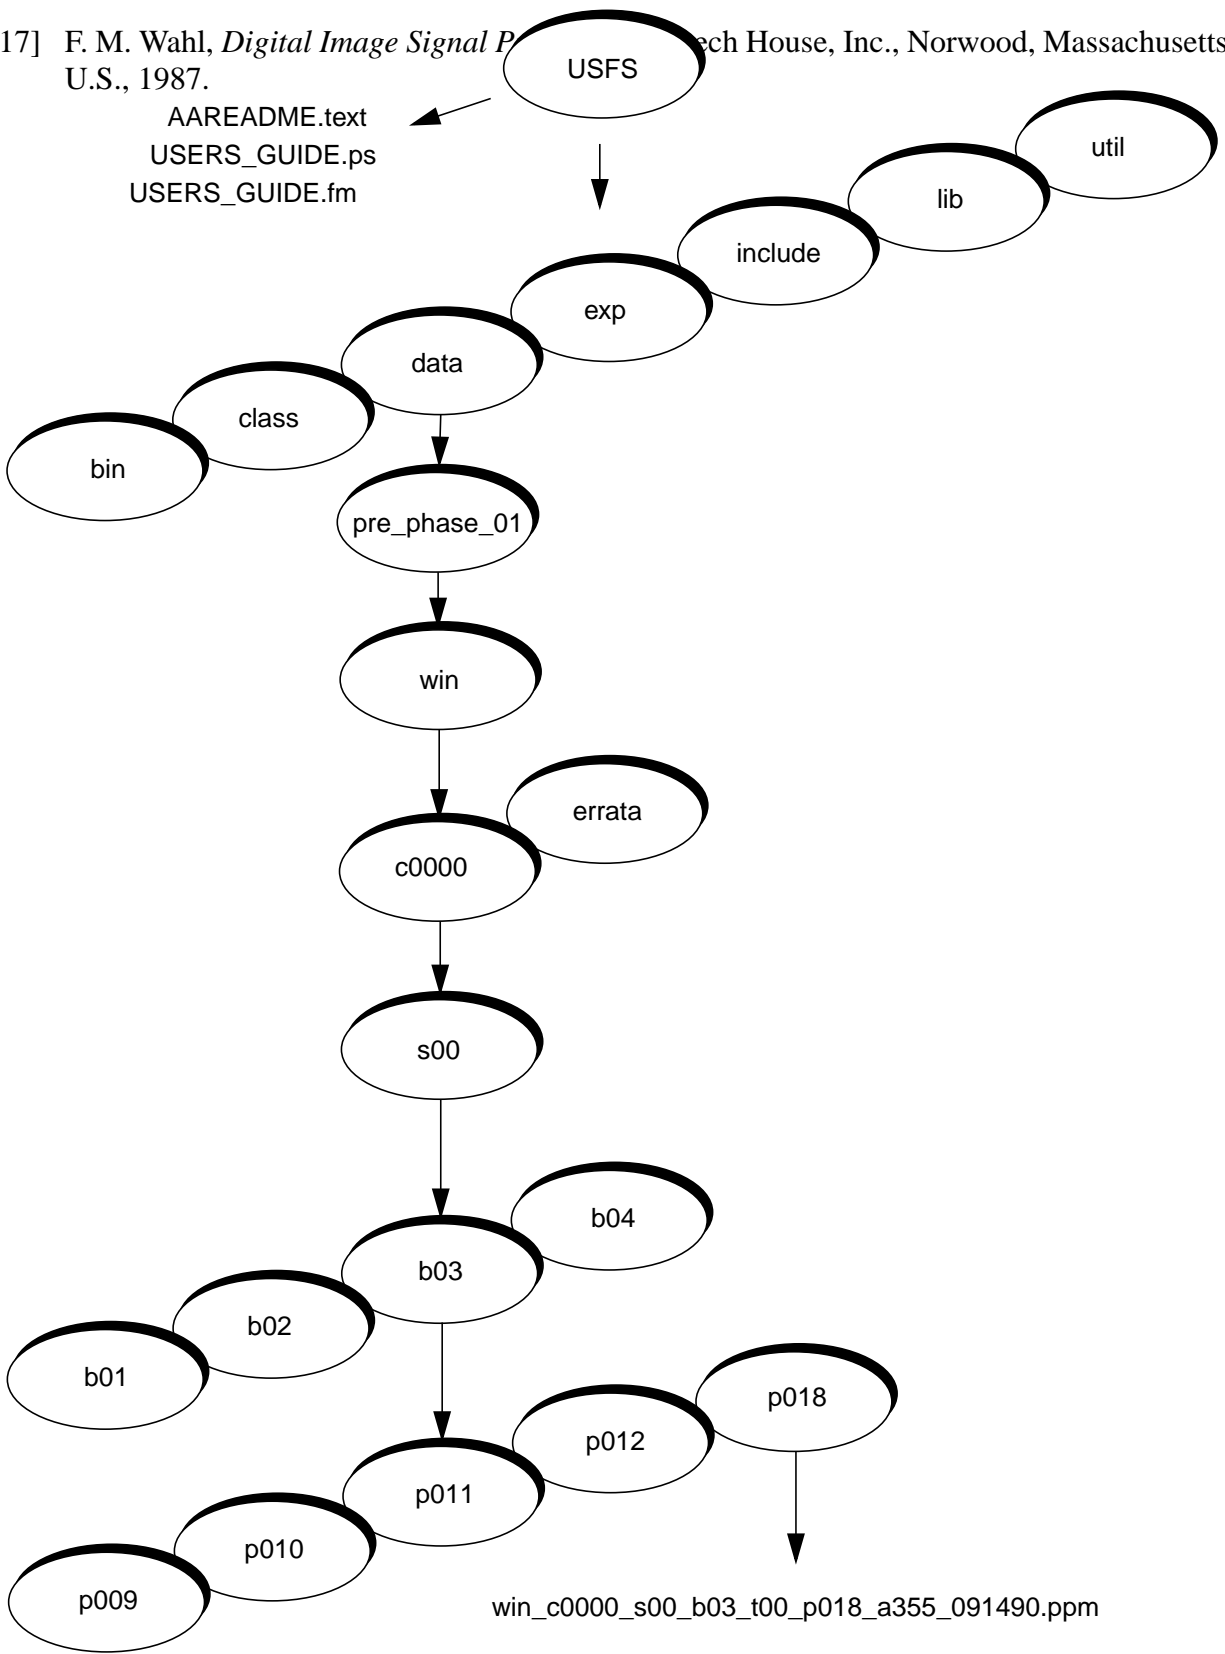 17] F. M. Wahl, Digital Image Signal P ech House, Inc., Norwood, Massachusetts
U.S., 1987.
USFS
AAREADME.text
USERS_GUIDE.ps
USERS_GUIDE.fm
util
lib
include
exp
data
class
bin
pre_phase_01
win
errata
c0000
s00
b04
b03
b02
b01
p018
p012
p011
p010
p009
win_c0000_s00_b03_t00_p018_a355_091490.ppm